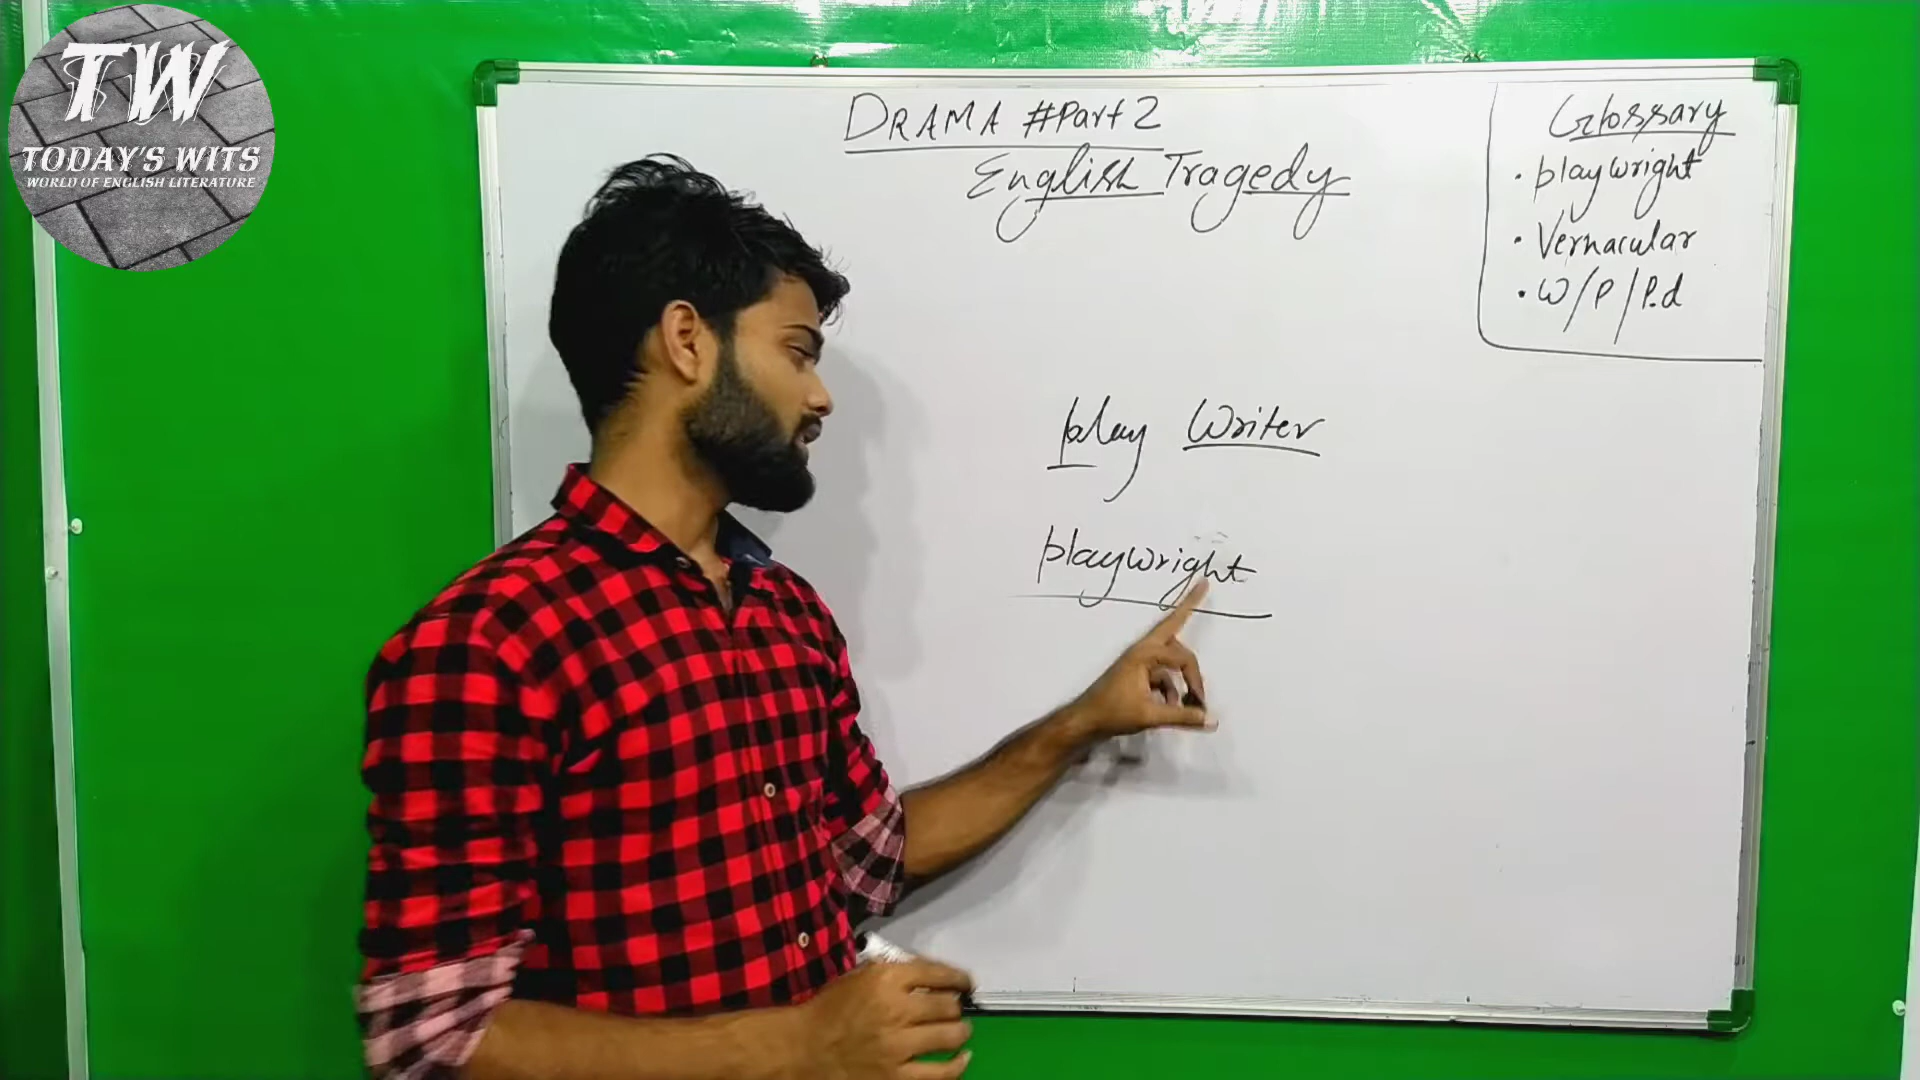 TW
TODAY'S WITS
WORLD OF ENGLISH LITERATURE
DRAMA #Part 2
English Tragedy
Glossary
• playwright
• Vernacular
• W/P/P.d
play Writer
playwright